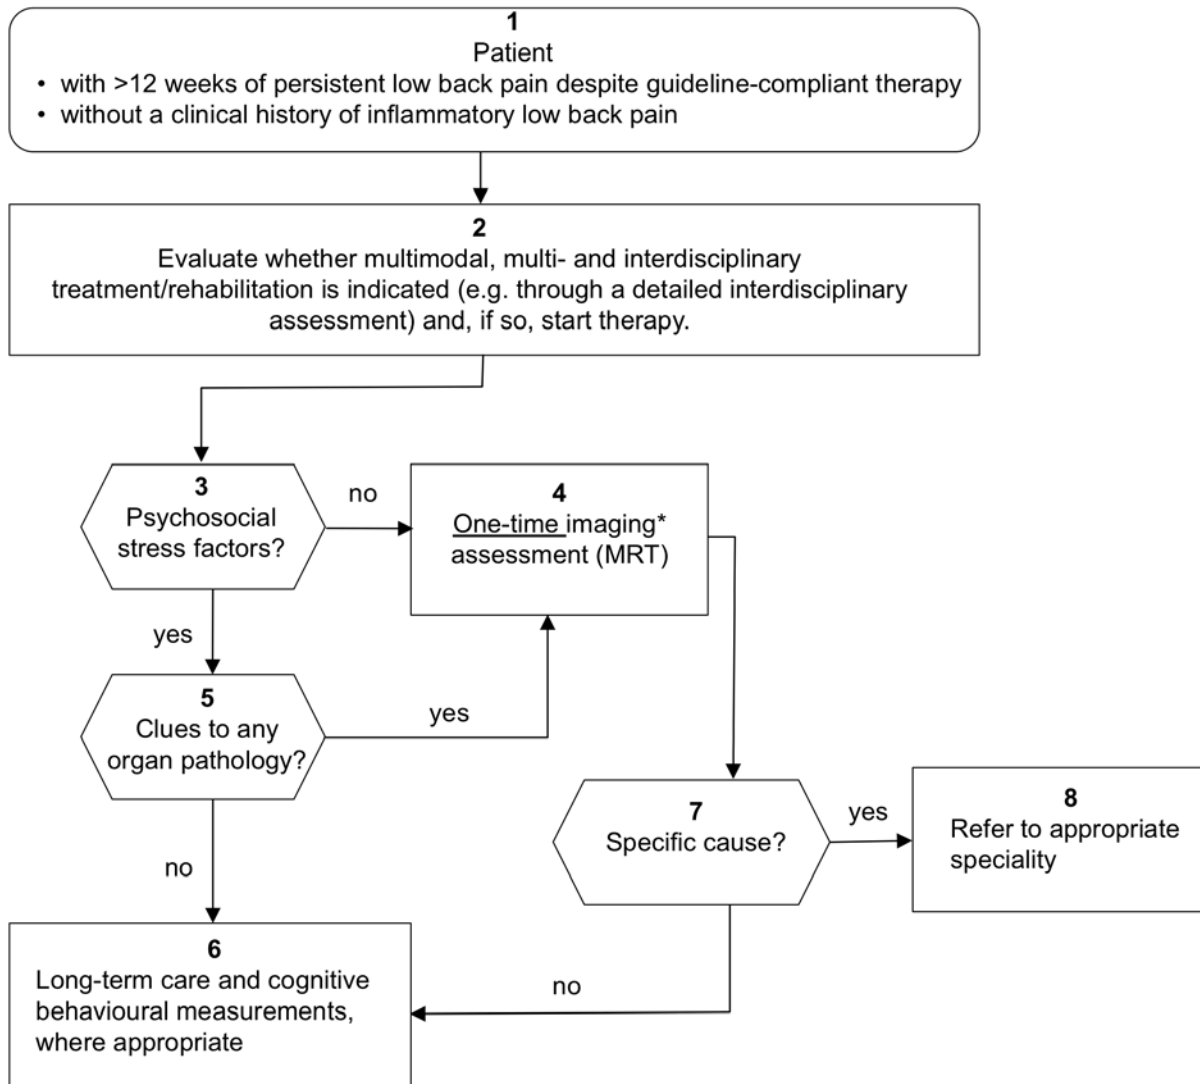 1
Patient
• with >12 weeks of persistent low back pain despite guideline-compliant therapy
• without a clinical history of inflammatory low back pain
2
Evaluate whether multimodal, multi- and interdisciplinary
treatment/rehabilitation is indicated (e.g. through a detailed interdisciplinary
assessment) and, if so, start therapy.
3
Psychosocial
stress factors?
no
4
One-time imaging*
assessment (MRT)
yes
5
Clues to any
organ pathology?
yes
7
Specific cause?
yes
8
Refer to appropriate
speciality
no
6
Long-term care and cognitive
behavioural measurements,
where appropriate
no